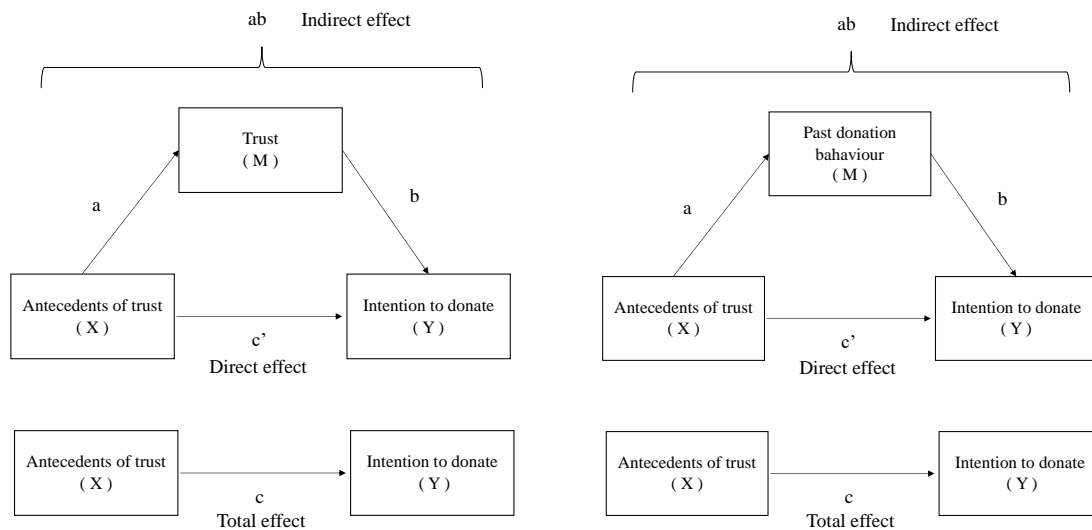 ab Indirect effect
Trust
( M )
a
b
Antecedents of trust
( X )
Intention to donate
( Y )
c’
Direct effect
Antecedents of trust
( X )
Intention to donate
( Y )
c
Total effect
ab Indirect effect
Past donation
bahaviour
( M )
a
b
Antecedents of trust
( X )
Intention to donate
( Y )
c’
Direct effect
Antecedents of trust
( X )
Intention to donate
( Y )
c
Total effect